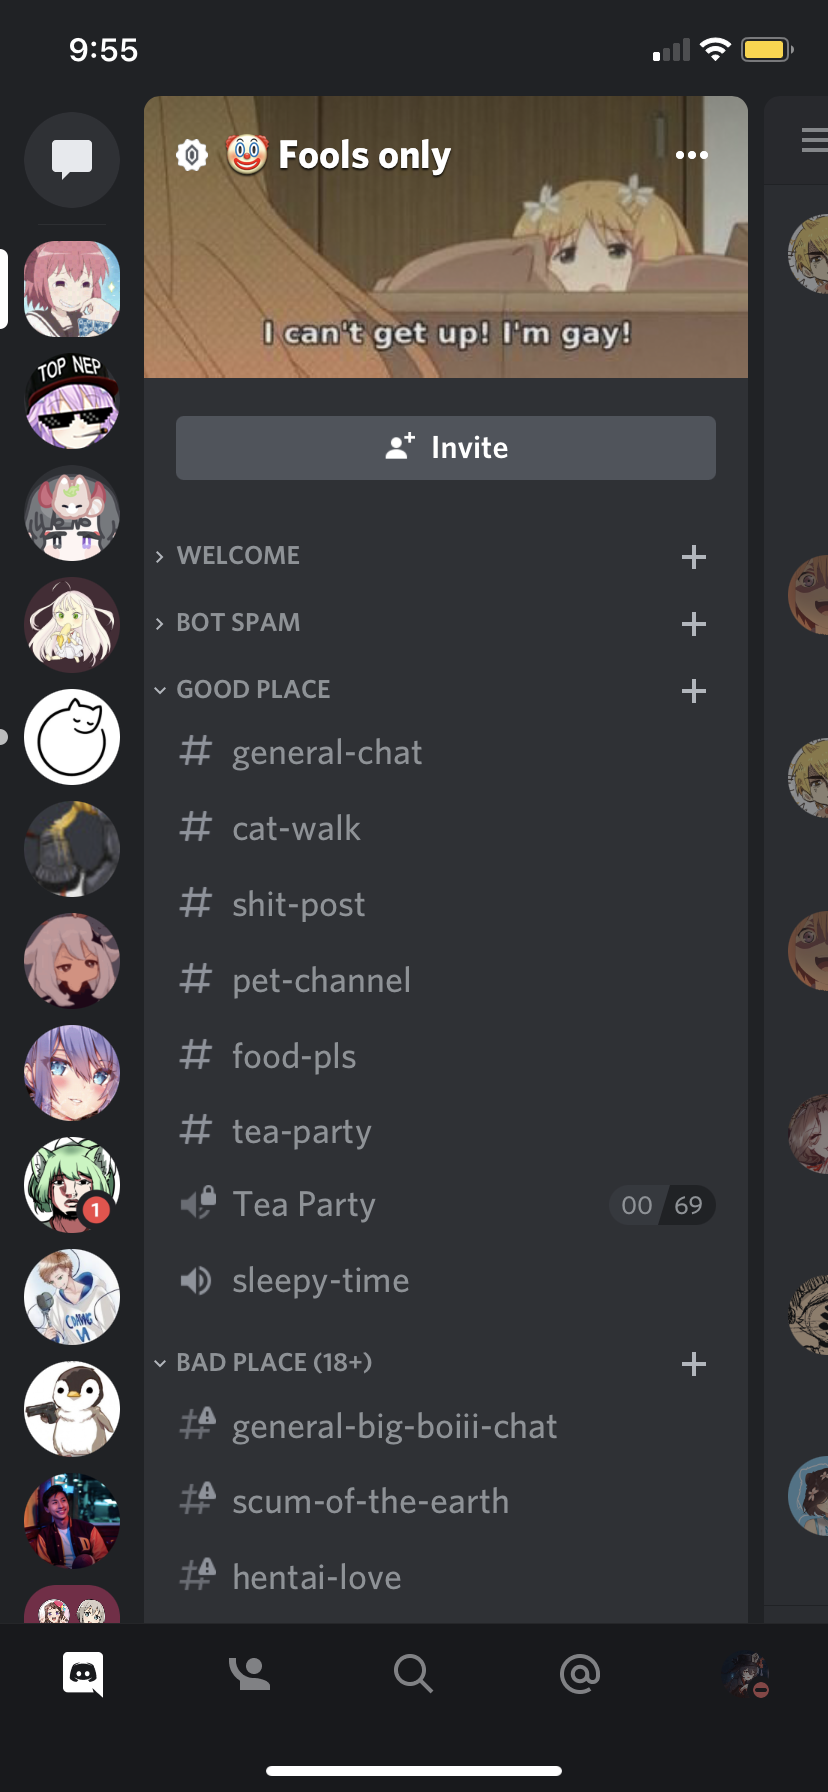 9:55
🤡 Fools only
I can't get up! I'm gay!
Invite
WELCOME
BOT SPAM
GOOD PLACE
general-chat
cat-walk
shit-post
pet-channel
food-pls
tea-party
Tea Party
00 69
sleepy-time
BAD PLACE (18+)
general-big-boiii-chat
scum-of-the-earth
hentai-love
TOP NEP
1